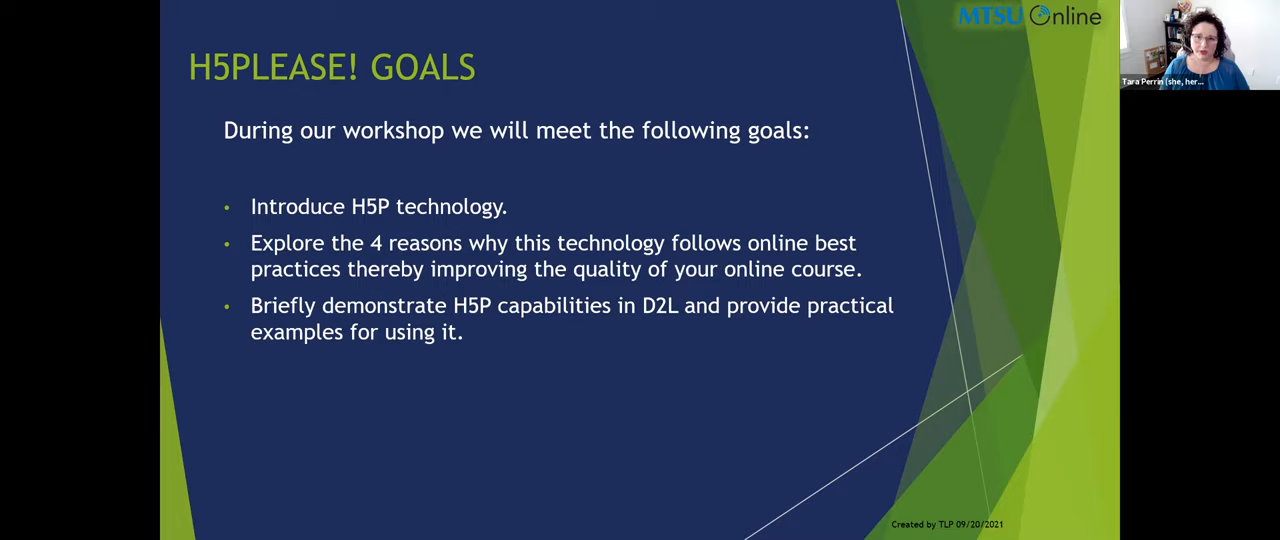 MTSU Online
H5PLEASE! GOALS
Tara Perrin (she, her...
During our workshop we will meet the following goals:
• Introduce H5P technology.
• Explore the 4 reasons why this technology follows online best
practices thereby improving the quality of your online course.
• Briefly demonstrate H5P capabilities in D2L and provide practical
examples for using it.
Created by TLP 09/20/2021